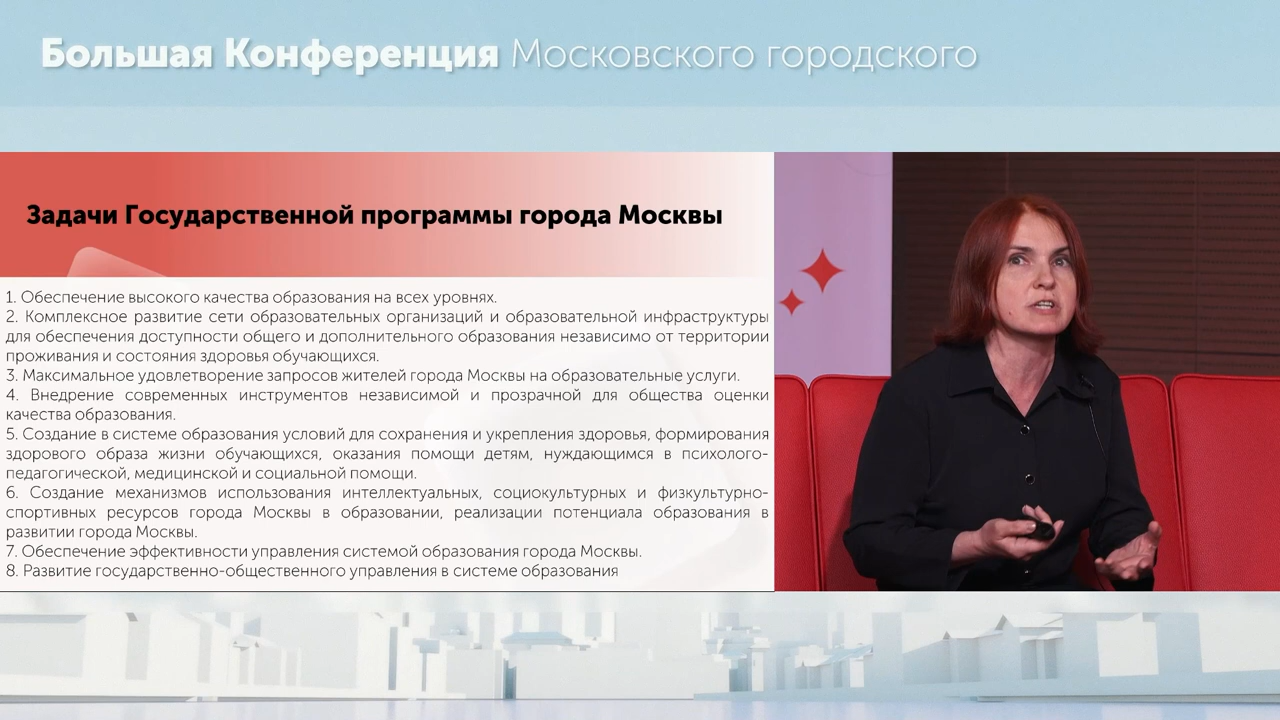 Большая Конференция Московского городского
Задачи Государственной программы города Москвы
1. Обеспечение высокого качества образования на всех уровнях.
2. Комплексное развитие сети образовательных организаций и образовательной инфраструктуры
для обеспечения доступности общего и дополнительного образования независимо от территории
проживания и состояния здоровья обучающихся.
3. Максимальное удовлетворение запросов жителей города Москвы на образовательные услуги.
4. Внедрение современных инструментов независимой и прозрачной для общества оценки
качества образования.
5. Создание в системе образования условий для сохранения и укрепления здоровья, формирования
здорового образа жизни обучающихся, оказания помощи детям, нуждающимся в психолого-
педагогической, медицинской и социальной помощи.
6. Создание механизмов использования интеллектуальных, социокультурных и физкультурно-
спортивных ресурсов города Москвы в образовании, реализации потенциала образования в
развитии города Москвы.
7. Обеспечение эффективности управления системой образования города Москвы.
8. Развитие государственно-общественного управления в системе образования